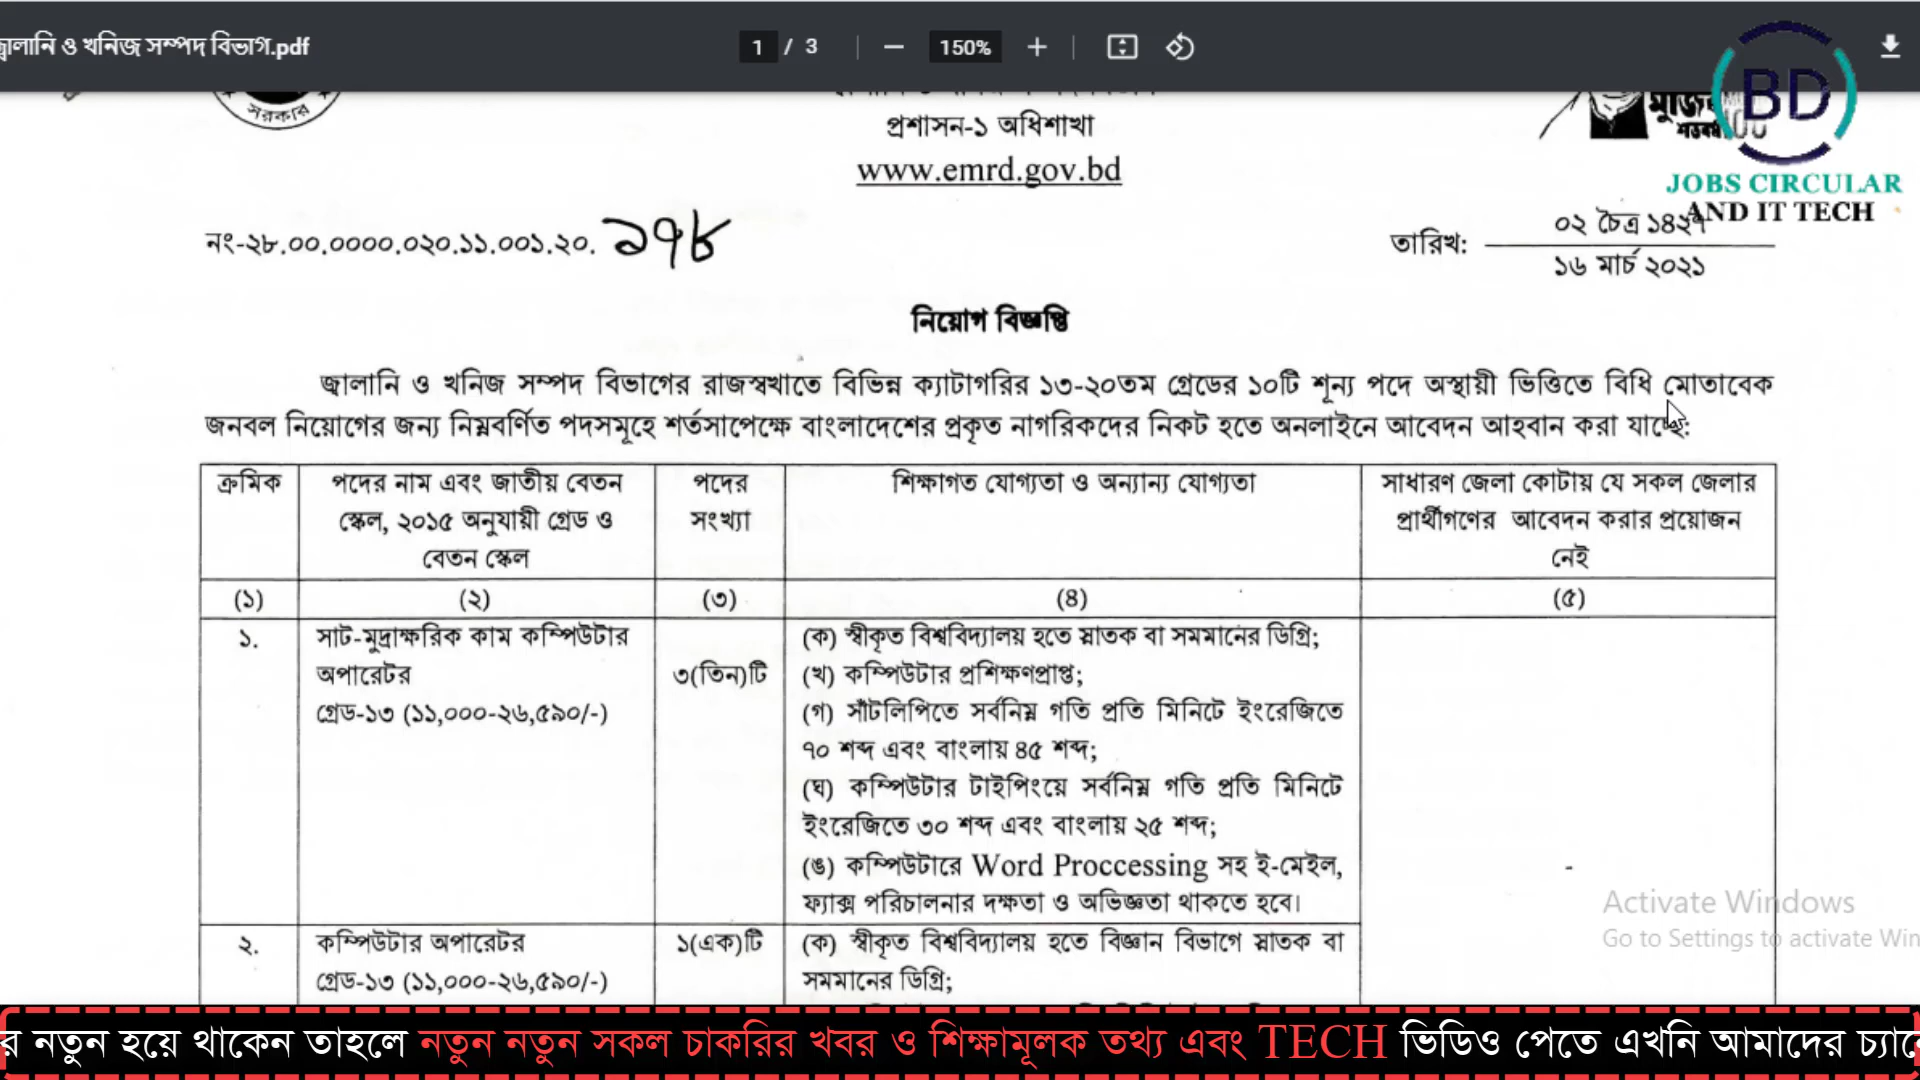 জ্বালানি ও খনিজ সম্পদ বিভাগ.pdf
1 / 3
150%
সরকার
প্রশাসন-১ অধিশাখা
www.emrd.gov.bd
BD
JOBS CIRCULAR
AND IT TECH
নং-২৮.০০.০০০০.০২০.১১.০০১.২০. ১৭৮
তারিখ:
০২ চৈত্র ১৪২৭
১৬ মার্চ ২০২১
নিয়োগ বিজ্ঞপ্তি
জ্বালানি ও খনিজ সম্পদ বিভাগের রাজস্বখাতে বিভিন্ন ক্যাটাগরির ১৩-২০তম গ্রেডের ১০টি শূন্য পদে অস্থায়ী ভিত্তিতে বিধি মোতাবেক
জনবল নিয়োগের জন্য নিম্নবর্ণিত পদসমূহে শর্তসাপেক্ষে বাংলাদেশের প্রকৃত নাগরিকদের নিকট হতে অনলাইনে আবেদন আহবান করা যাচ্ছে:
ক্রমিক
পদের নাম এবং জাতীয় বেতন
স্কেল, ২০১৫ অনুযায়ী গ্রেড ও
বেতন স্কেল
পদের
সংখ্যা
শিক্ষাগত যোগ্যতা ও অন্যান্য যোগ্যতা
সাধারণ জেলা কোটায় যে সকল জেলার
প্রার্থীগণের আবেদন করার প্রয়োজন
নেই
(১)
(২)
(৩)
(৪)
(৫)
১.
সাট-মুদ্রাক্ষরিক কাম কম্পিউটার
অপারেটর
গ্রেড-১৩ (১১,০০০-২৬,৫৯০/-)
৩(তিন)টি
(ক) স্বীকৃত বিশ্ববিদ্যালয় হতে স্নাতক বা সমমানের ডিগ্রি;
(খ) কম্পিউটার প্রশিক্ষণপ্রাপ্ত;
(গ) সাঁটলিপিতে সর্বনিম্ন গতি প্রতি মিনিটে ইংরেজিতে
৭০ শব্দ এবং বাংলায় ৪৫ শব্দ;
(ঘ) কম্পিউটার টাইপিংয়ে সর্বনিম্ন গতি প্রতি মিনিটে
ইংরেজিতে ৩০ শব্দ এবং বাংলায় ২৫ শব্দ;
(ঙ) কম্পিউটারে Word Proccessing সহ ই-মেইল,
ফ্যাক্স পরিচালনার দক্ষতা ও অভিজ্ঞতা থাকতে হবে।
-
২.
কম্পিউটার অপারেটর
গ্রেড-১৩ (১১,০০০-২৬,৫৯০/-)
১(এক)টি
(ক) স্বীকৃত বিশ্ববিদ্যালয় হতে বিজ্ঞান বিভাগে স্নাতক বা
সমমানের ডিগ্রি;
Activate Windows
Go to Settings to activate Win
র নতুন হয়ে থাকেন তাহলে নতুন নতুন সকল চাকরির খবর ও শিক্ষামূলক তথ্য এবং TECH ভিডিও পেতে এখনি আমাদের